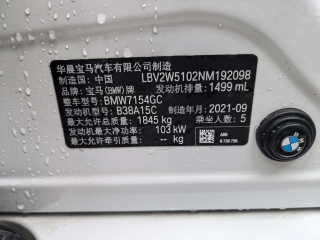 华晨宝马汽车有限公司制造
制造国：中国 LBV2W5102NM192098
品牌：宝马(BMW)牌 发动机排量：1499 mL
整车型号：BMW7154GC
发动机型号：B38A15C 制造年月：2021-09
最大允许总质量：1845 kg 乘坐人数：5
发动机最大净功率：103 kW
最大允许牵引质量：-- kg
BMW